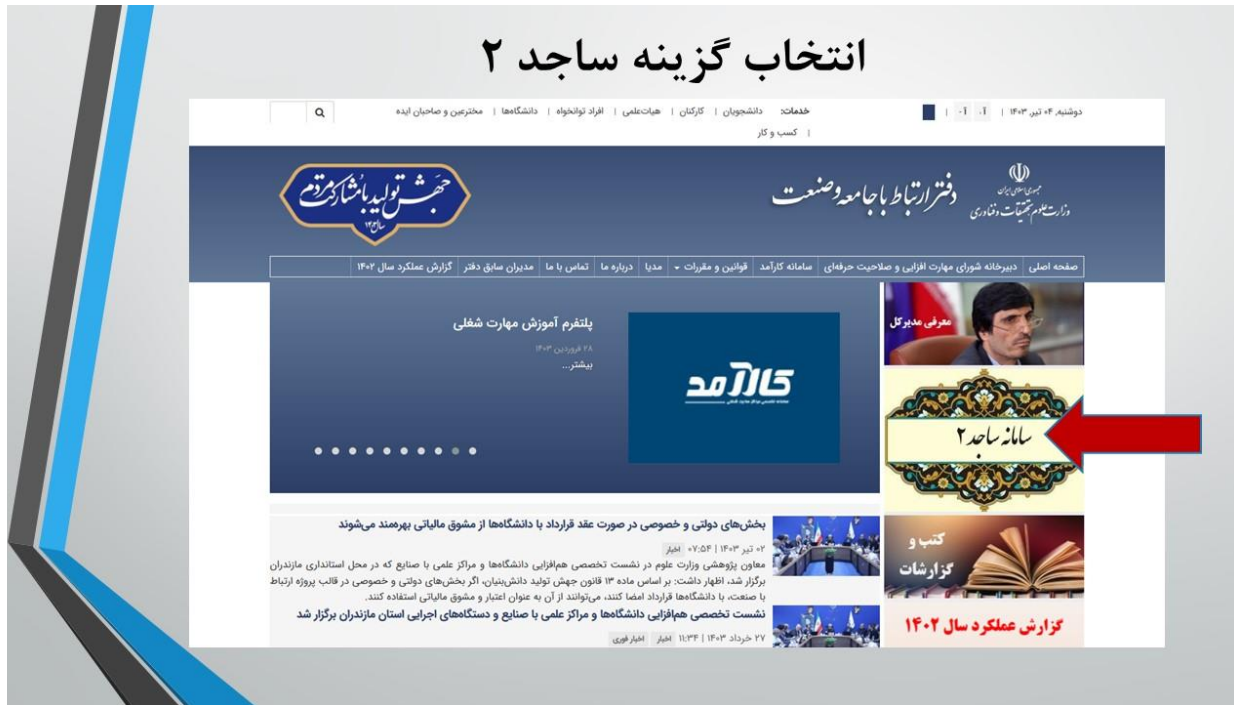 انتخاب گزینه ساجد ۲
دوشنبه, ۰۴ تیر, ۱۴۰۳ | آ. آ. |
خدمات: دانشجویان | کارکنان | هیات‌علمی | افراد توانخواه | دانشگاه‌ها | مخترعین و صاحبان ایده
| کسب و کار
جمهوری اسلامی ایران
وزارت علوم، تحقیقات و فناوری
دفتر ارتباط با جامعه و صنعت
جهش تولید با مشارکت مردم
سال ۱۴۰۳
صفحه اصلی | دبیرخانه شورای مهارت افزایی و صلاحیت حرفه‌ای | سامانه کارآمد | قوانین و مقررات | مدیا | درباره ما | تماس با ما | مدیران سابق دفتر | گزارش عملکرد سال ۱۴۰۲
معرفی مدیرکل
پلتفرم آموزش مهارت شغلی
۲۸ فروردین ۱۴۰۳
بیشتر...
کارآمد
سامانه ساجد ۲
کتب و
گزارشات
گزارش عملکرد سال ۱۴۰۲
بخش‌های دولتی و خصوصی در صورت عقد قرارداد با دانشگاه‌ها از مشوق مالیاتی بهره‌مند می‌شوند
۰۲ تیر ۱۴۰۳ | ۰۷:۵۴ اخبار
معاون پژوهشی وزارت علوم در نشست تخصصی هم‌افزایی دانشگاه‌ها و مراکز علمی با صنایع که در محل استانداری مازندران
برگزار شد، اظهار داشت: بر اساس ماده ۱۳ قانون جهش تولید دانش‌بنیان، اگر بخش‌های دولتی و خصوصی در قالب پروژه ارتباط
با صنعت، با دانشگاه‌ها قرارداد امضا کنند، می‌توانند از آن به عنوان اعتبار و مشوق مالیاتی استفاده کنند.
نشست تخصصی هم‌افزایی دانشگاه‌ها و مراکز علمی با صنایع و دستگاه‌های اجرایی استان مازندران برگزار شد
۲۷ خرداد ۱۴۰۳ | ۱۱:۳۴ اخبار اخبار فوری